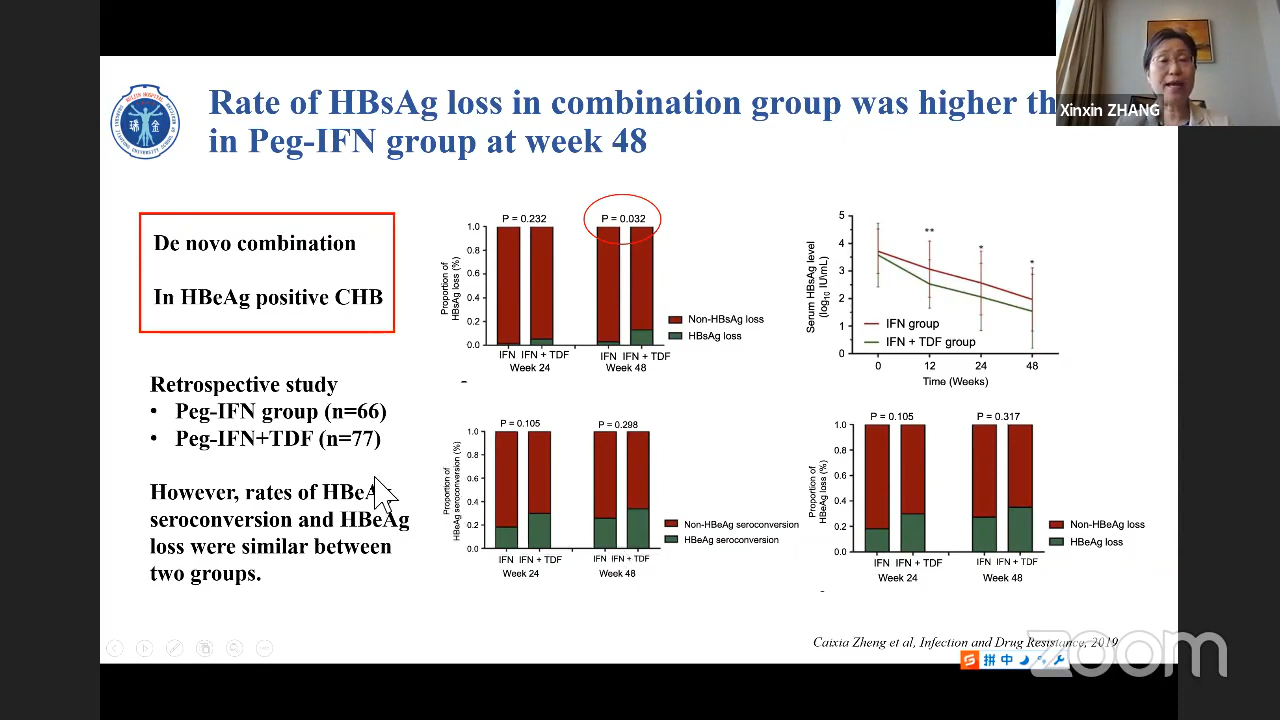 Rate of HBsAg loss in combination group was higher th
in Peg-IFN group at week 48
Xinxin ZHANG
瑞 金
De novo combination
In HBeAg positive CHB
Retrospective study
• Peg-IFN group (n=66)
• Peg-IFN+TDF (n=77)
However, rates of HBeA
seroconversion and HBeAg
loss were similar between
two groups.
P = 0.232
P = 0.032
1.0
0.8
0.6
0.4
0.2
0.0
Proportion of
HBsAg loss (%)
IFN IFN + TDF IFN IFN + TDF
Week 24 Week 48
Non-HBsAg loss
HBsAg loss
5
4
3
2
1
0
Serum HBsAg level
(log10 IU\mL)
**
*
*
IFN group
IFN + TDF group
0 12 24 48
Time (Weeks)
P = 0.105
P = 0.298
1.0
0.8
0.6
0.4
0.2
0.0
Proportion of
HBeAg seroconversion (%)
IFN IFN + TDF IFN IFN + TDF
Week 24 Week 48
Non-HBeAg seroconversion
HBeAg seroconversion
P = 0.105
P = 0.317
1.0
0.8
0.6
0.4
0.2
0.0
Proportion of
HBeAg loss (%)
IFN IFN + TDF IFN IFN + TDF
Week 24 Week 48
Non-HBeAg loss
HBeAg loss
Caixia Zheng et al, Infection and Drug Resistance, 2019
拼 中
zoom